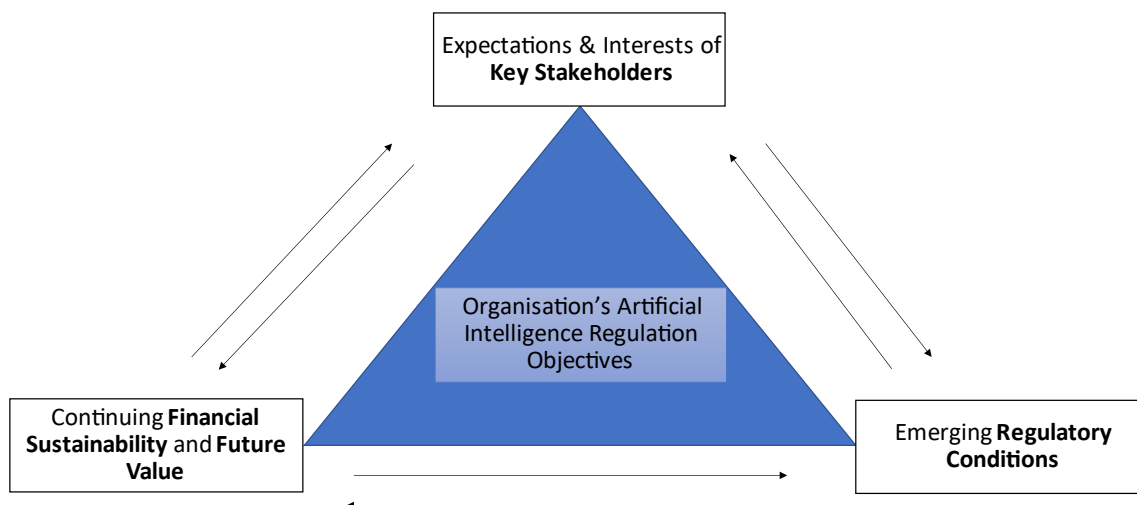 Expectations & Interests of
Key Stakeholders
Organisation’s Artificial
Intelligence Regulation
Objectives
Continuing Financial
Sustainability and Future
Value
Emerging Regulatory
Conditions